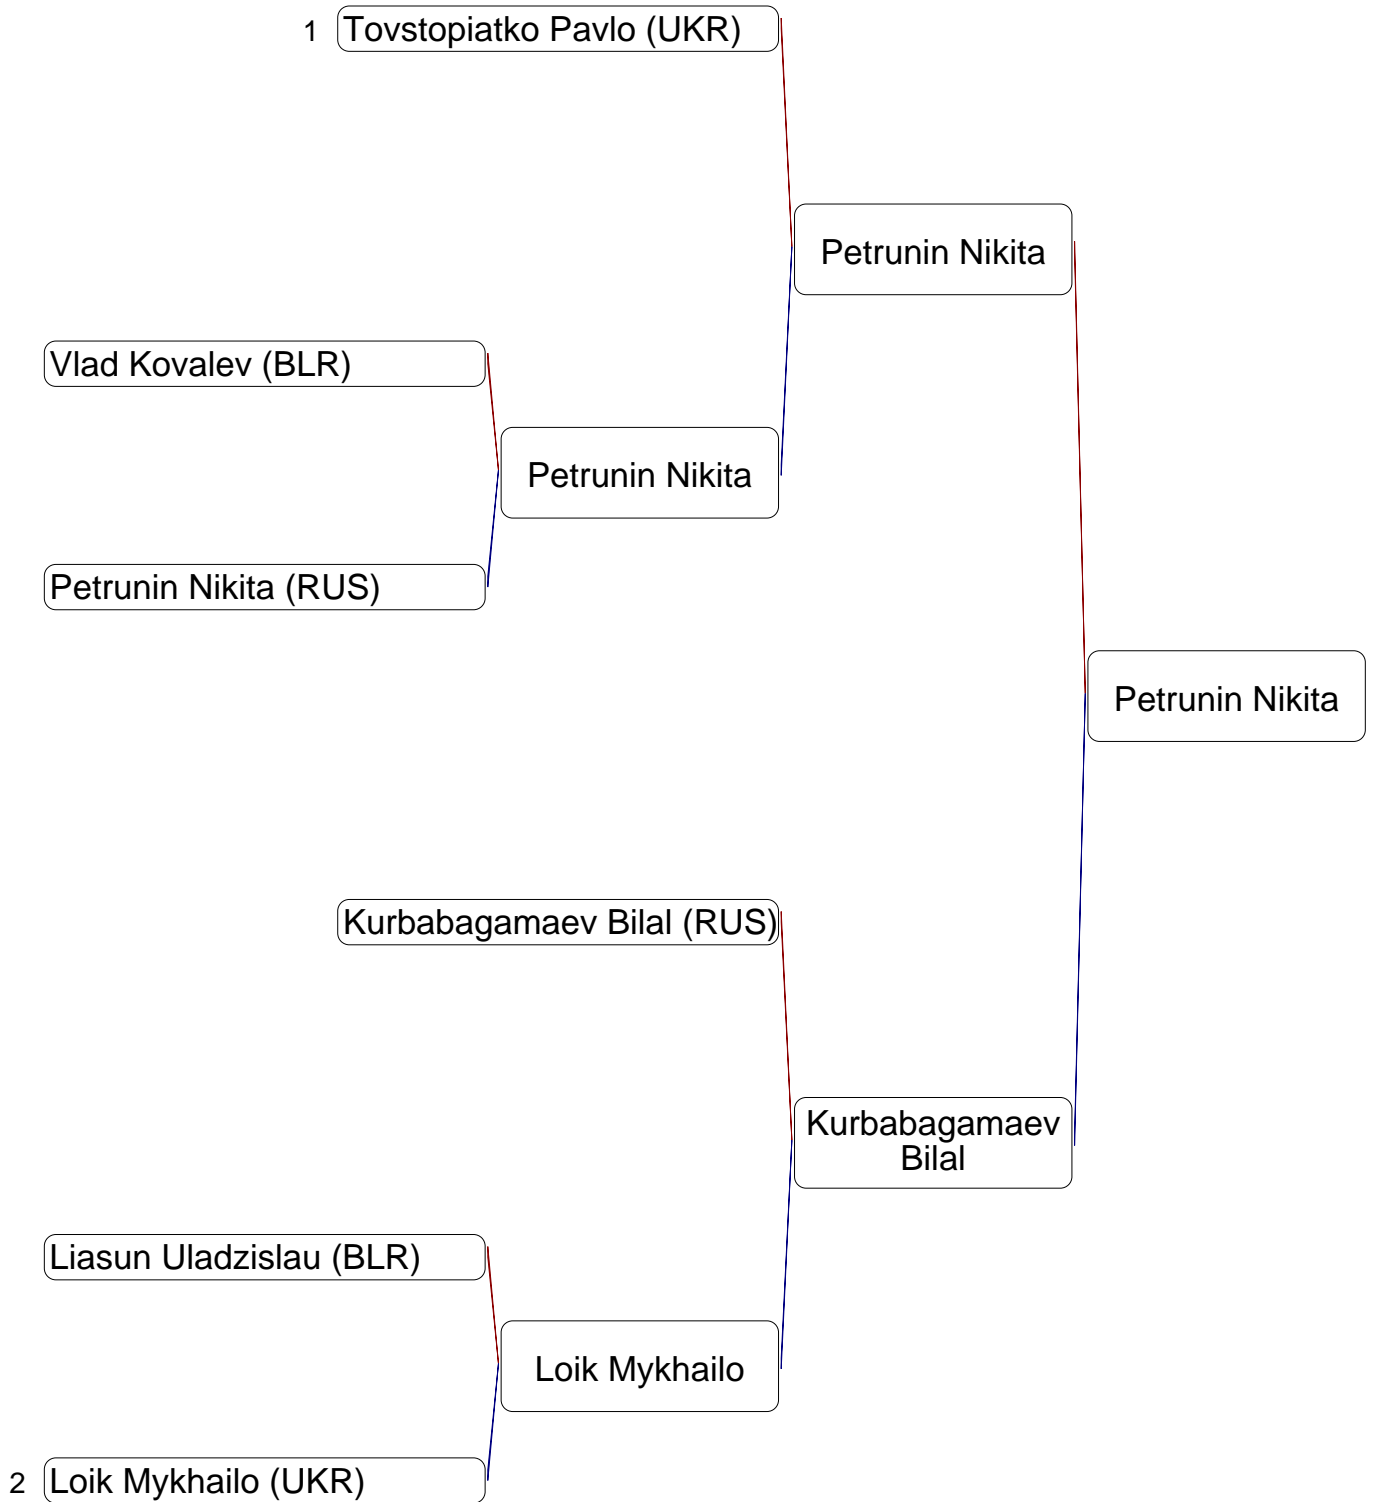 1 Tovstopiatko Pavlo (UKR)
Petrunin Nikita
Vlad Kovalev (BLR)
Petrunin Nikita
Petrunin Nikita (RUS)
Petrunin Nikita
Kurbabagamaev Bilal (RUS)
Kurbabagamaev
Bilal
Liasun Uladzislau (BLR)
Loik Mykhailo
2 Loik Mykhailo (UKR)